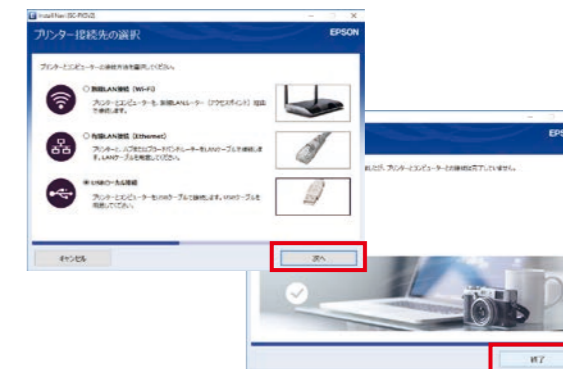 Install Navi (SC-PX3V2)
プリンター接続先の選択
EPSON
プリンターとコンピューターの接続方法を選択してください。
無線LAN接続 (Wi-Fi)
プリンターとコンピューターを、無線LANルーター (アクセスポイント) 経由
で接続します。
有線LAN接続 (Ethernet)
プリンターと、ハブまたはブロードバンドルーターをLANケーブルで接続しま
す。LANケーブルを用意してください。
USBローカル接続
プリンターとコンピューターをUSBケーブルで接続します。USBケーブルを
用意してください。
キャンセル
次へ
EPS
プリンターとコンピューターとの接続は完了していません。
終了